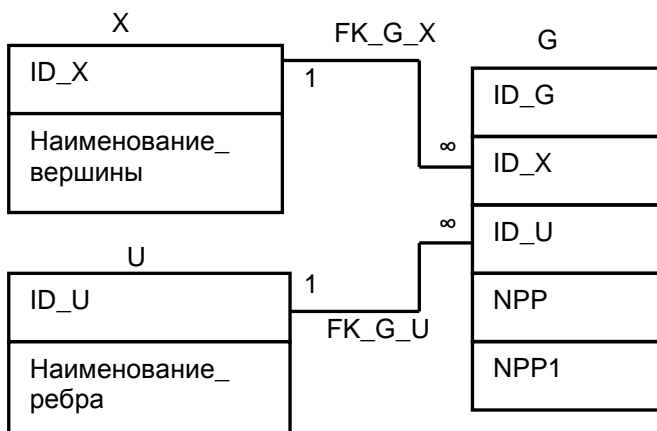 X
ID_X
Наименование_
вершины
FK_G_X
1
∞
G
ID_G
ID_X
ID_U
NPP
NPP1
U
ID_U
Наименование_
ребра
1
∞
FK_G_U